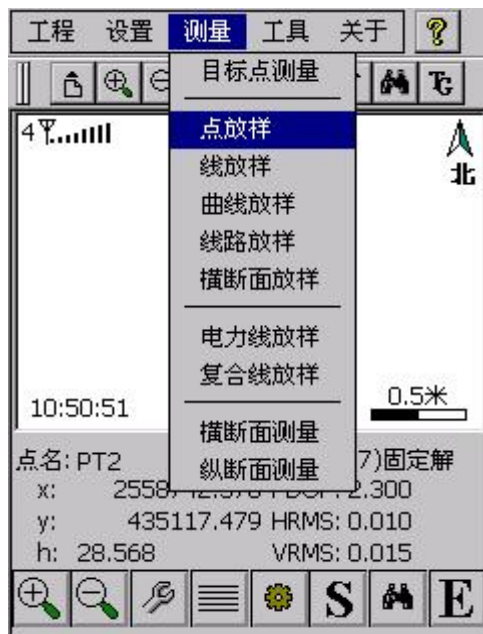 工程 设置 测量 工具 关于
目标点测量
点放样
线放样
曲线放样
线路放样
横断面放样
电力线放样
复合线放样
横断面测量
纵断面测量
4
北
10:50:51
0.5米
点名: PT2 7)固定解
x: 2558 2.300
y: 435117.479 HRMS: 0.010
h: 28.568 VRMS: 0.015
S E